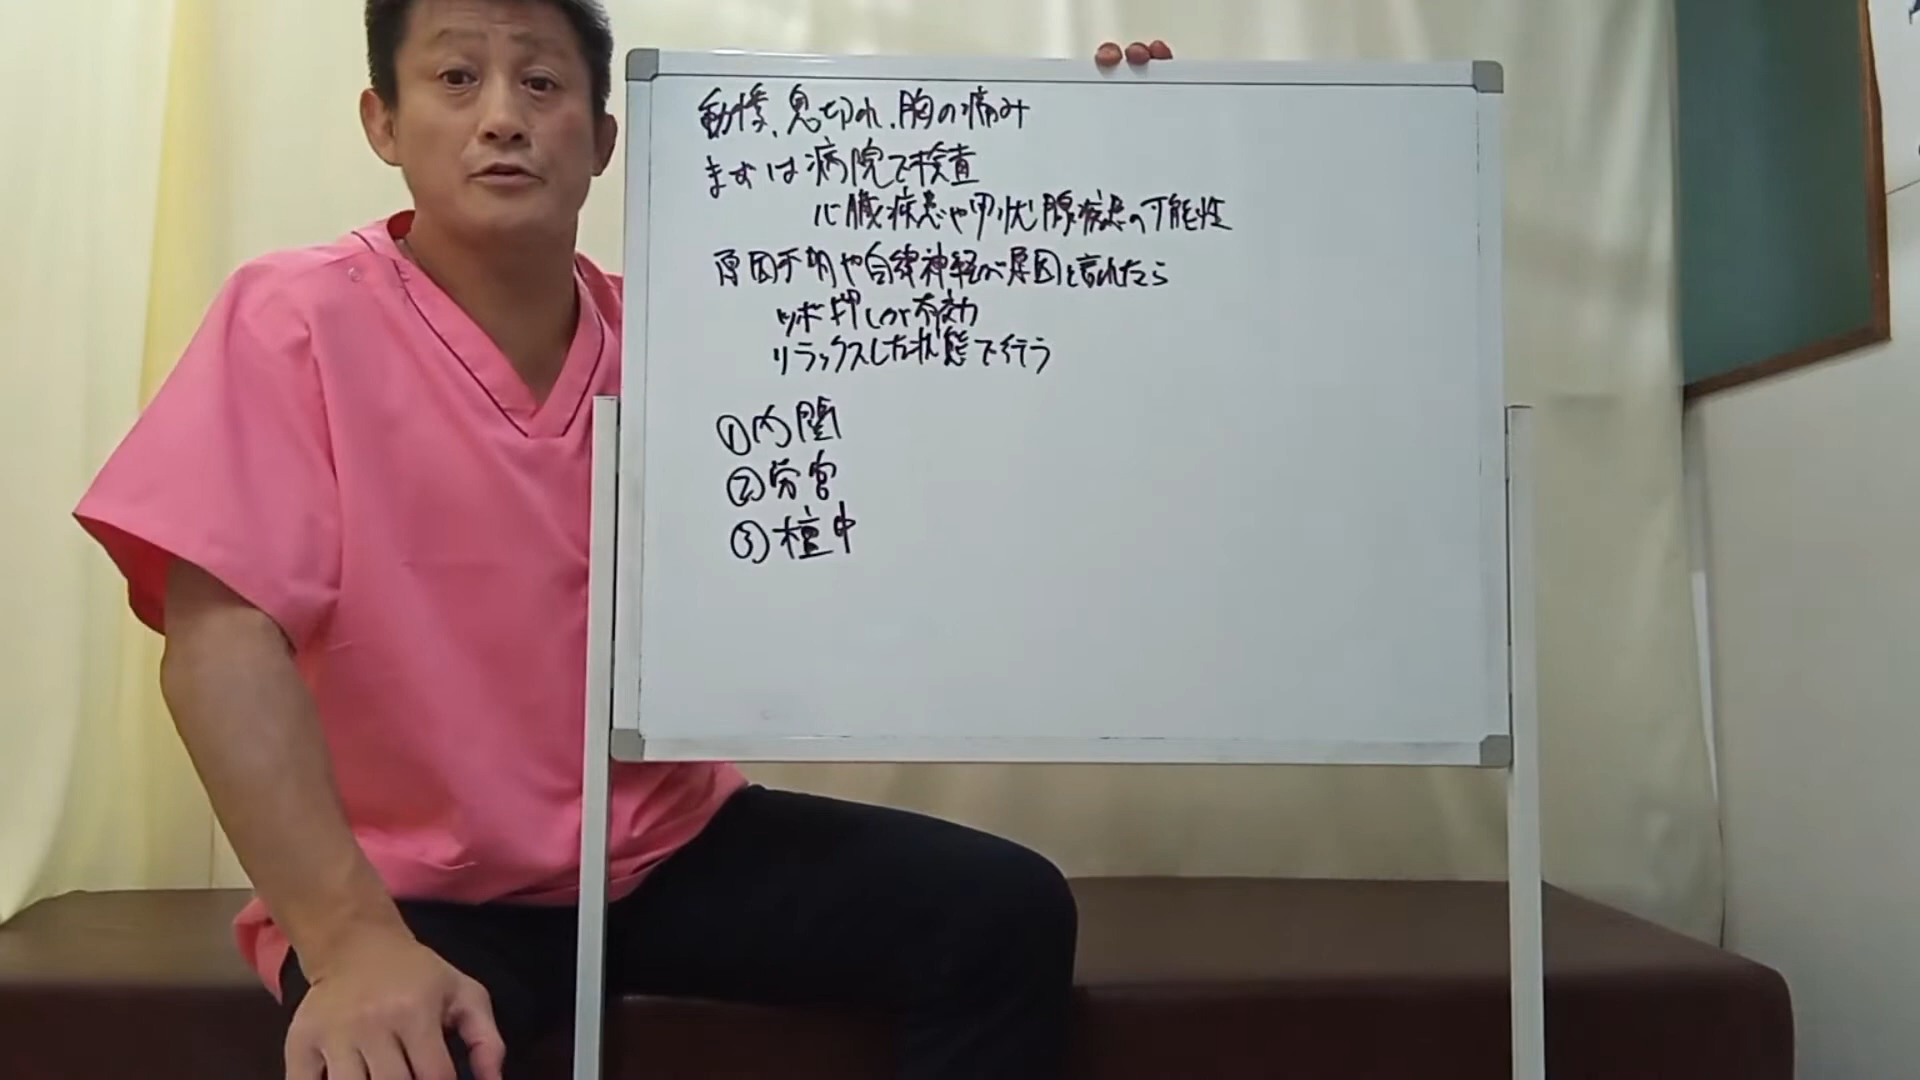 動悸、息切れ、胸の痛み
まずは病院で検査
心臓疾患や甲状腺疾患の可能性
原因不明や自律神経が原因と言われたら
ツボ押しが有効
リラックスした状態で行う
①内関
②労宮
③檀中